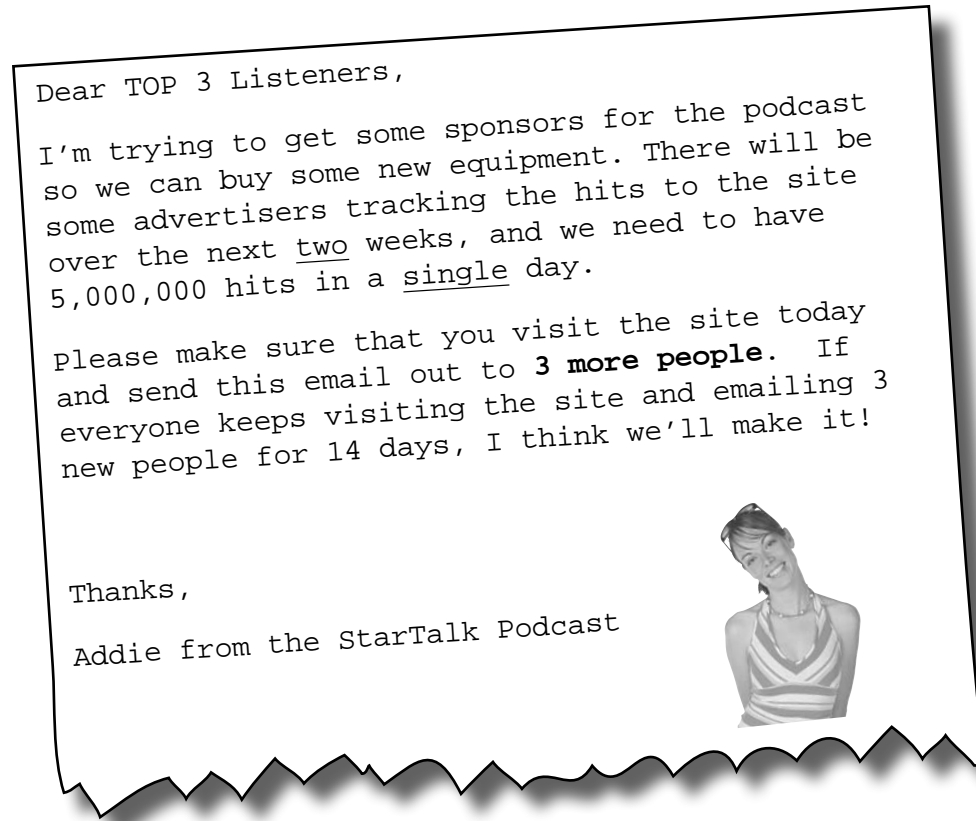 Dear TOP 3 Listeners,
I'm trying to get some sponsors for the podcast
so we can buy some new equipment. There will be
some advertisers tracking the hits to the site
over the next two weeks, and we need to have
5,000,000 hits in a single day.
Please make sure that you visit the site today
and send this email out to 3 more people.  If
everyone keeps visiting the site and emailing 3
new people for 14 days, I think we'll make it!
Thanks,
Addie from the StarTalk Podcast